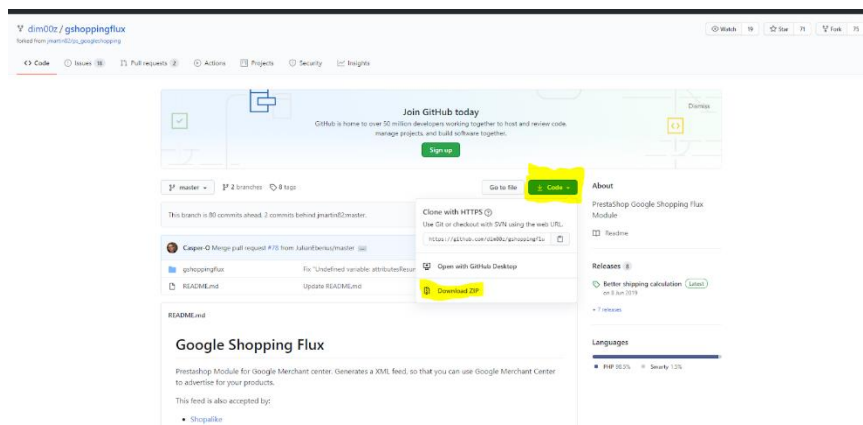 dim00z / gshoppingflux
forked from jmartin82/ps_googleshopping
Watch 19 Star 71 Fork 75
Code Issues 18 Pull requests 2 Actions Projects Security Insights
Join GitHub today
Dismiss
GitHub is home to over 50 million developers working together to host and review code,
manage projects, and build software together.
Sign up
master 2 branches 8 tags Go to file Code
This branch is 80 commits ahead, 2 commits behind jmartin82:master.
Casper-O Merge pull request #78 from JulianEbenius/master
gshoppingflux Fix "Undefined variable: attributesResum
README.md Update README.md
Clone with HTTPS
Use Git or checkout with SVN using the web URL.
https://github.com/dim00z/gshoppingflu
Open with GitHub Desktop
Download ZIP
README.md
Google Shopping Flux
Prestashop Module for Google Merchant center. Generates a XML feed, so that you can use Google Merchant Center
to advertise for your products.
This feed is also accepted by:
Shopalike
About
PrestaShop Google Shopping Flux
Module
Readme
Releases 8
Better shipping calculation Latest
on 8 Jun 2019
+ 7 releases
Languages
PHP 98.5% Smarty 1.5%